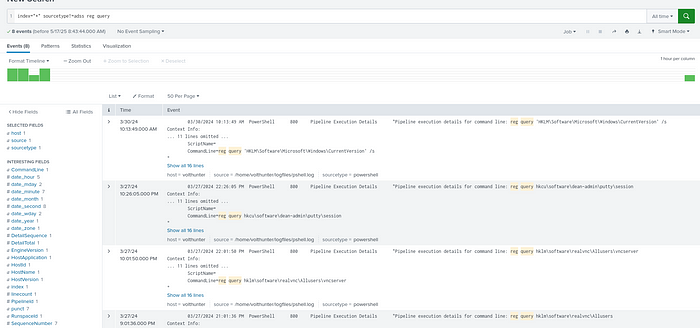 New Search
1 index="*" sourcetype!=adss reg query
All time
8 events (before 5/17/25 8:43:44.000 AM) No Event Sampling
Job Smart Mode
Events (8) Patterns Statistics Visualization
Format Timeline − Zoom Out + Zoom to Selection × Deselect 1 hour per column
List Format 50 Per Page
< Hide Fields All Fields i Time Event
SELECTED FIELDS
a host 1
a source 1
a sourcetype 1
INTERESTING FIELDS
a CommandLine 1
# date_hour 5
# date_mday 2
# date_minute 7
a date_month 1
# date_second 8
a date_wday 2
# date_year 1
a date_zone 1
# DetailSequence 1
# DetailTotal 1
a EngineVersion 1
a HostApplication 1
a HostId 1
a HostName 1
# HostVersion 1
a index 1
# linecount 1
# PipelineId 1
a punct 7
a RunspaceId 1
# SequenceNumber 7
3/30/24
10:13:49.000 AM
03/30/2024 10:13:49 AM PowerShell 800 Pipeline Execution Details "Pipeline execution details for command line: reg query 'HKLM\Software\Microsoft\Windows\CurrentVersion' /s
Context Info:
... 11 lines omitted ...
ScriptName=
CommandLine=reg query 'HKLM\Software\Microsoft\Windows\CurrentVersion' /s
"
Show all 16 lines
host = volthunter source = /home/volthunter/logfiles/pshell.log sourcetype = powershell
3/27/24
10:26:05.000 PM
03/27/2024 22:26:05 PM PowerShell 800 Pipeline Execution Details "Pipeline execution details for command line: reg query hkcu\software\dean-admin\putty\session
Context Info:
... 11 lines omitted ...
ScriptName=
CommandLine=reg query hkcu\software\dean-admin\putty\session
"
Show all 16 lines
host = volthunter source = /home/volthunter/logfiles/pshell.log sourcetype = powershell
3/27/24
10:01:50.000 PM
03/27/2024 22:01:50 PM PowerShell 800 Pipeline Execution Details "Pipeline execution details for command line: reg query hklm\software\realvnc\Allusers\vncserver
Context Info:
... 11 lines omitted ...
ScriptName=
CommandLine=reg query hklm\software\realvnc\Allusers\vncserver
"
Show all 16 lines
host = volthunter source = /home/volthunter/logfiles/pshell.log sourcetype = powershell
3/27/24
9:01:36.000 PM
03/27/2024 21:01:36 PM PowerShell 800 Pipeline Execution Details "Pipeline execution details for command line: reg query hklm\software\realvnc\Allusers
Context Info: